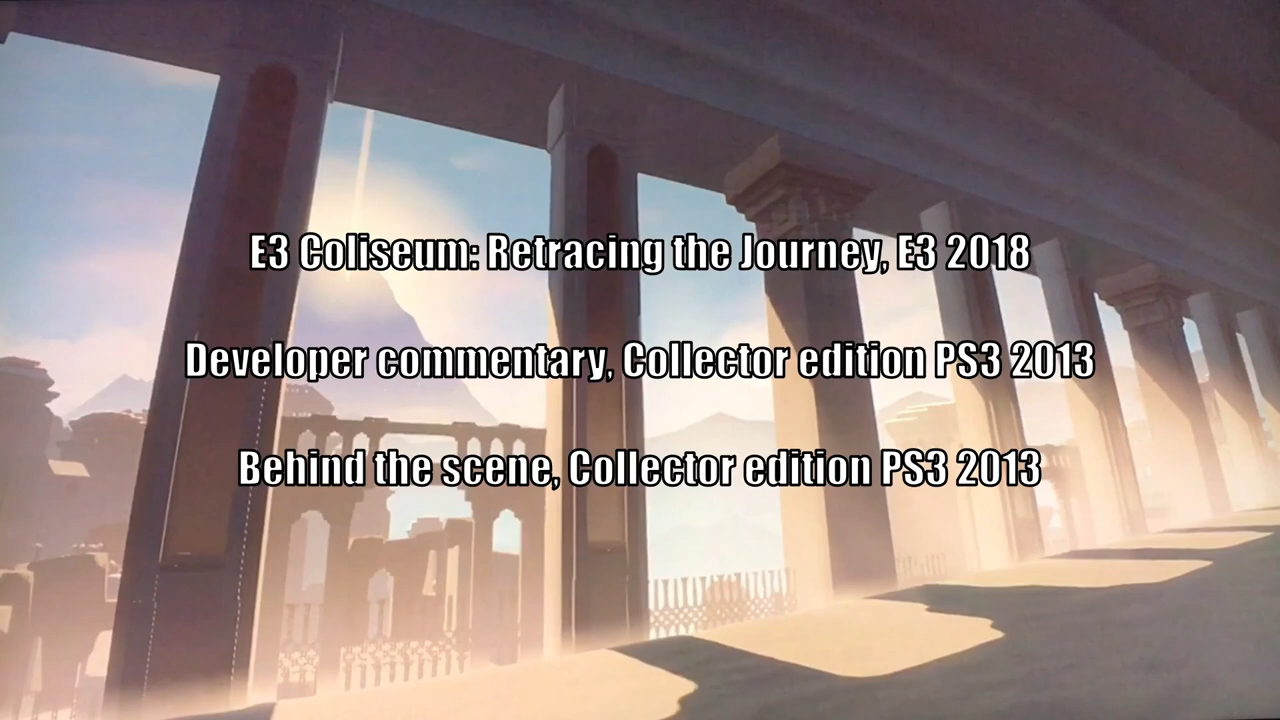 E3 Coliseum: Retracing the Journey, E3 2018
Developer commentary, Collector edition PS3 2013
Behind the scene, Collector edition PS3 2013